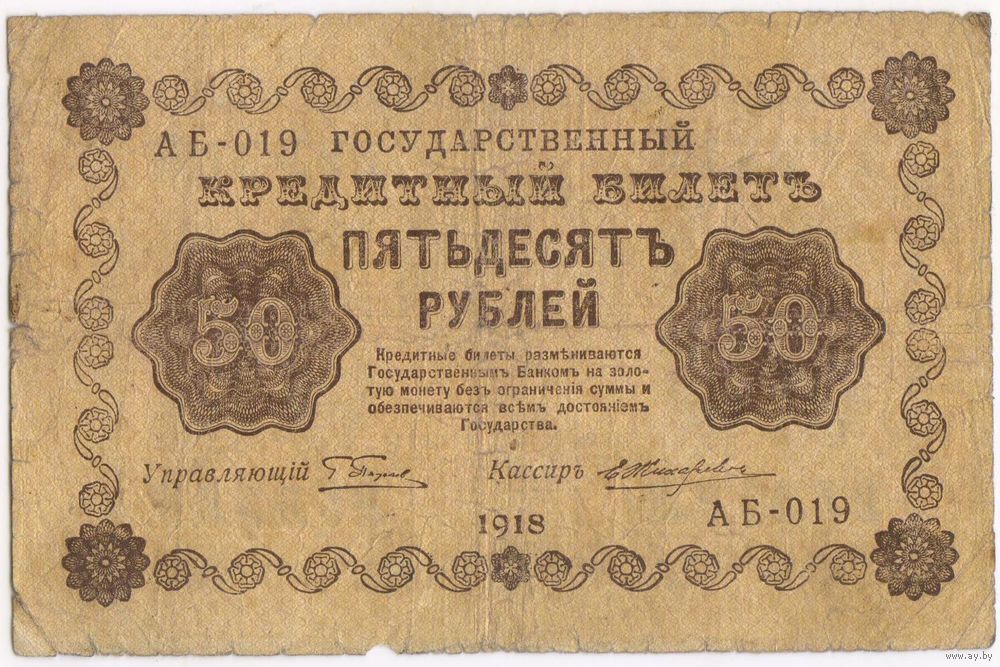 АБ-019 ГОСУДАРСТВЕННЫЙ
КРЕДИТНЫЙ БИЛЕТЪ
ПЯТЬДЕСЯТЪ
РУБЛЕЙ
50
50
Кредитные билеты размѣниваются
Государственнымъ Банкомъ на золо-
тую монету безъ ограниченія суммы и
обезпечиваются всѣмъ достояніемъ
Государства.
Управляющій
Кассиръ
1918
АБ-019
www.ay.by